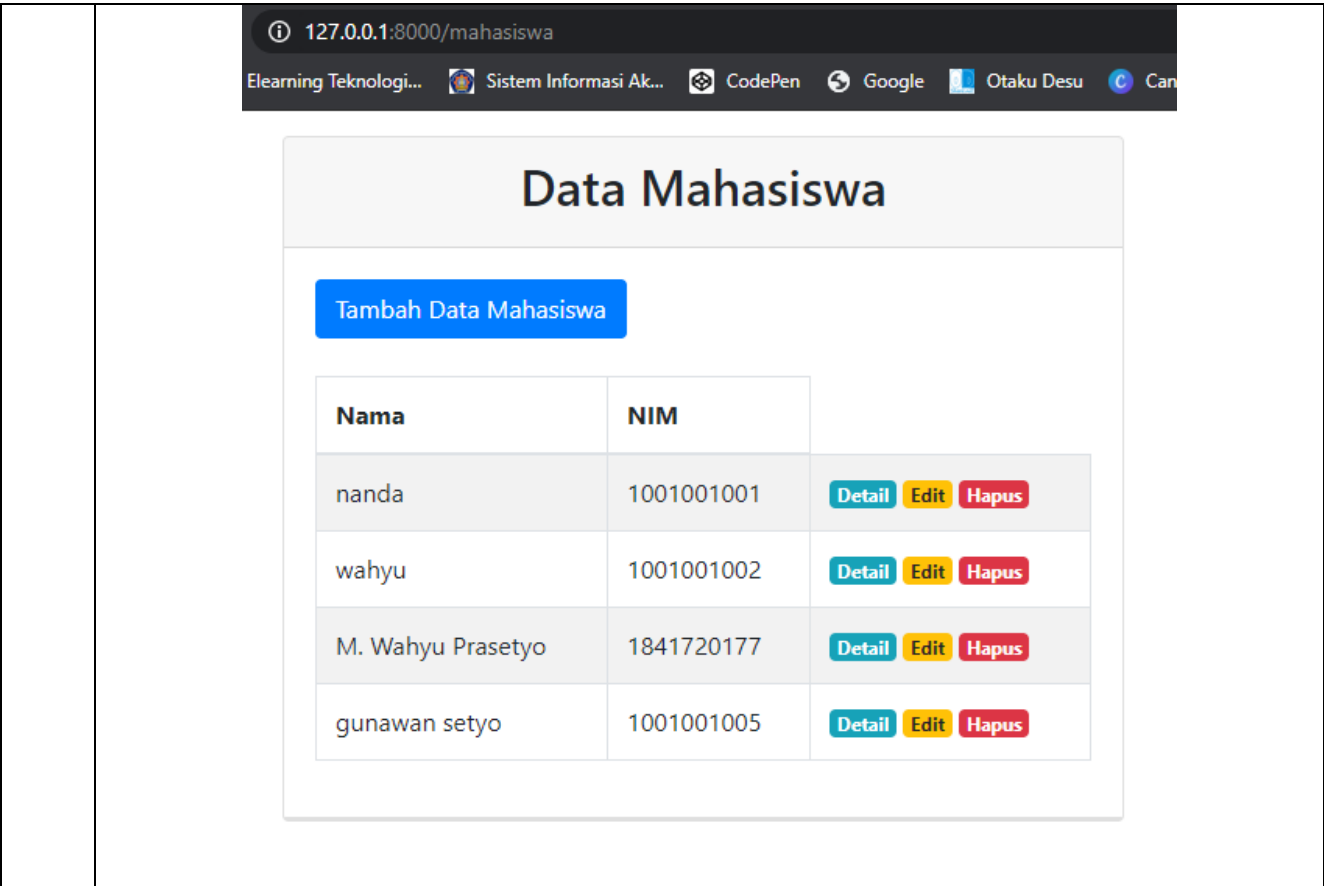 127.0.0.1:8000/mahasiswa
Elearning Teknologi... Sistem Informasi Ak... CodePen Google Otaku Desu C Can
Data Mahasiswa
Tambah Data Mahasiswa
Nama NIM
nanda 1001001001 Detail Edit Hapus
wahyu 1001001002 Detail Edit Hapus
M. Wahyu Prasetyo 1841720177 Detail Edit Hapus
gunawan setyo 1001001005 Detail Edit Hapus